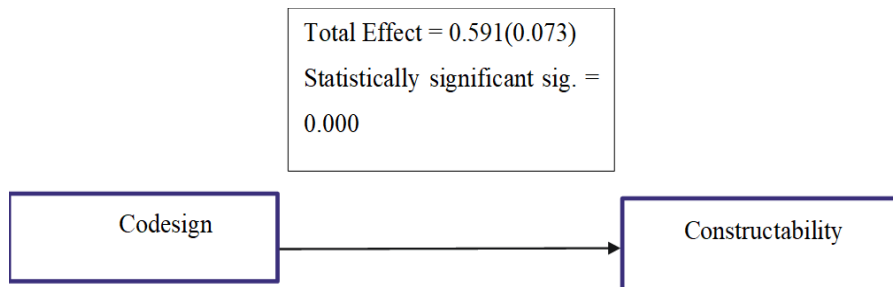 Total Effect = 0.591(0.073)
Statistically significant sig. =
0.000
Codesign
Constructability